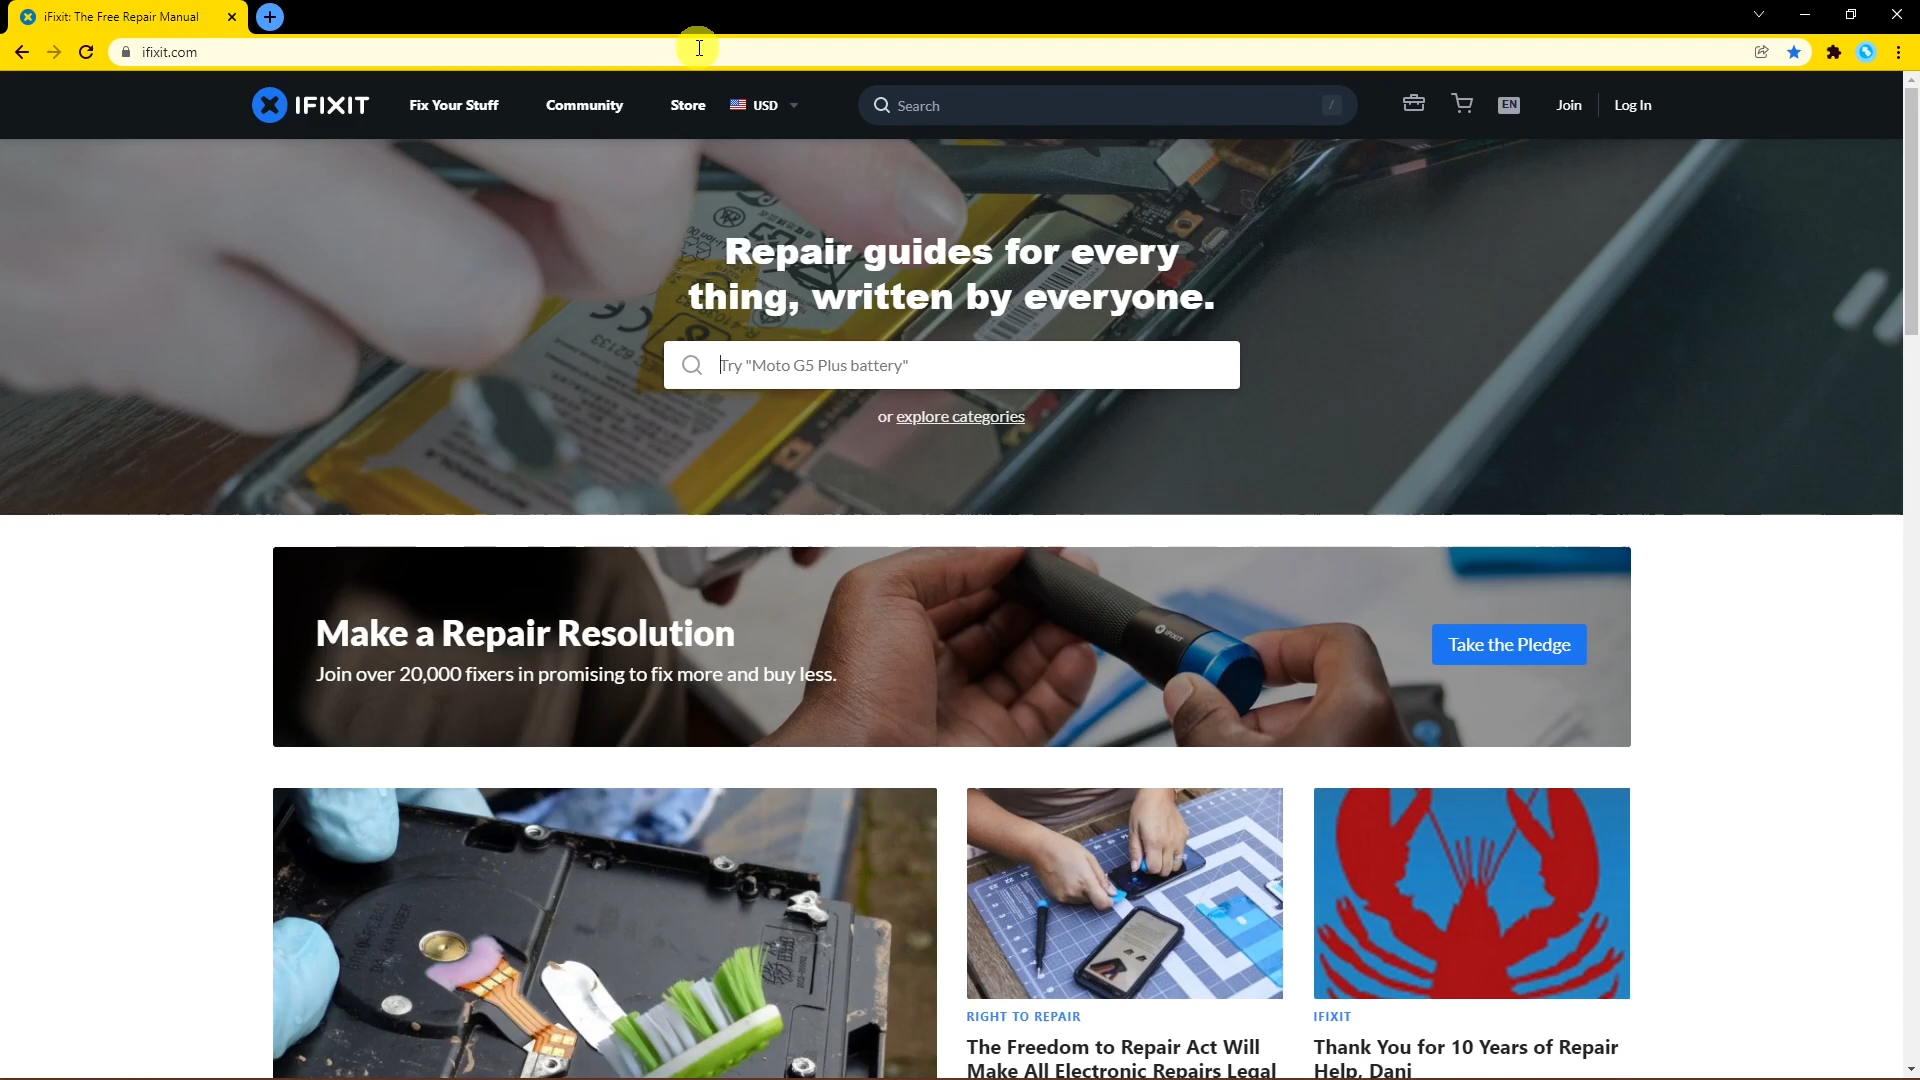 iFixit: The Free Repair Manual
ifixit.com
IFIXIT
Fix Your Stuff
Community
Store
USD
Search
/
EN
Join
Log In
Repair guides for every
thing, written by everyone.
Try "Moto G5 Plus battery"
or explore categories
Make a Repair Resolution
Join over 20,000 fixers in promising to fix more and buy less.
IFIXIT
Take the Pledge
RIGHT TO REPAIR
The Freedom to Repair Act Will
Make All Electronic Repairs Legal
IFIXIT
Thank You for 10 Years of Repair
Help, Dani